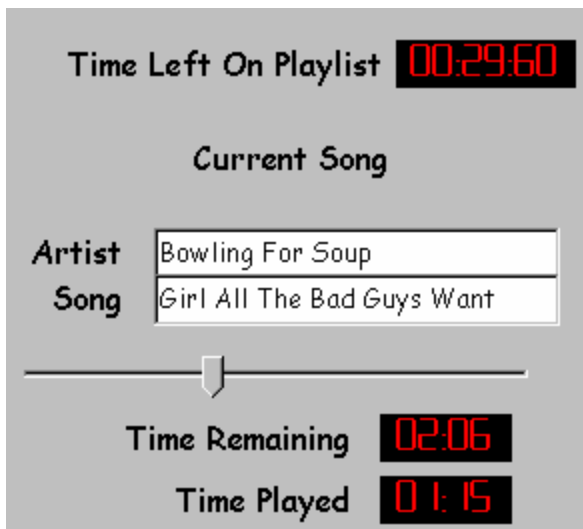 Time Left On Playlist 00:29:60
Current Song
Artist Bowling For Soup
Song Girl All The Bad Guys Want
Time Remaining 02:06
Time Played 01:15